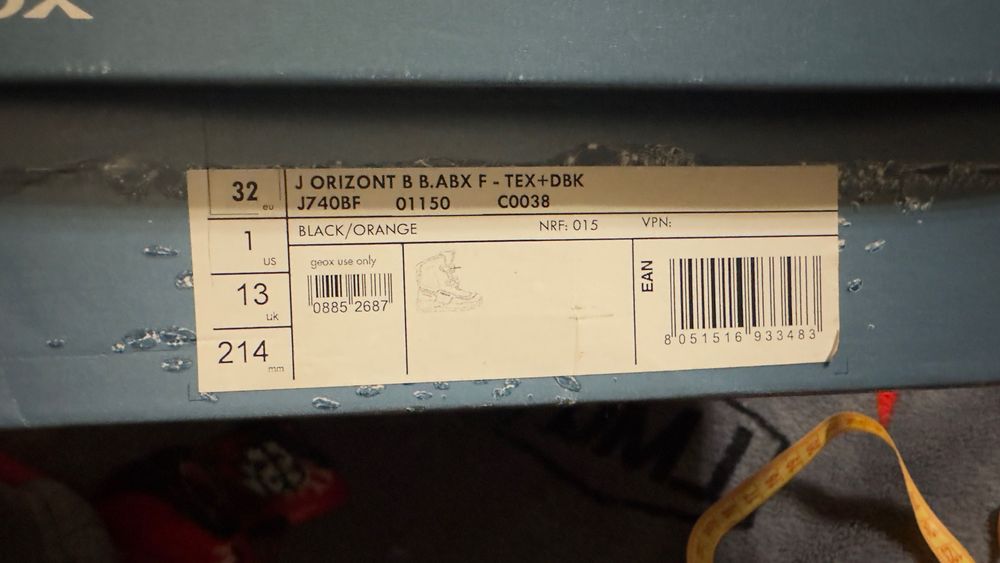 OX
32 eu
J ORIZONT B B.ABX F - TEX+DBK
J740BF 01150 C0038
1 US
BLACK/ORANGE NRF: 015 VPN:
13 uk
geox use only
0885 2687
EAN
8 051516 933483
214 mm